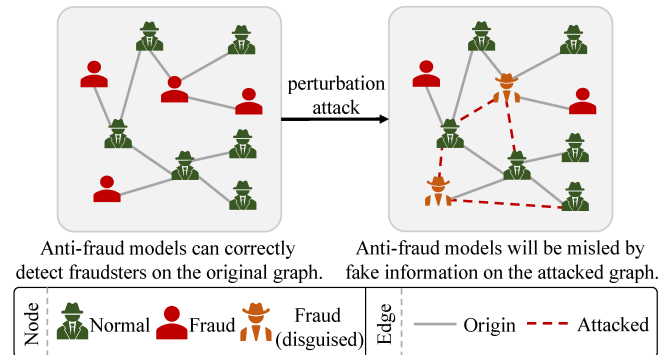 perturbation
attack
Anti-fraud models can correctly
detect fraudsters on the original graph.
Anti-fraud models will be misled by
fake information on the attacked graph.
Node
Normal
Fraud
Fraud
(disguised)
Edge
Origin
Attacked